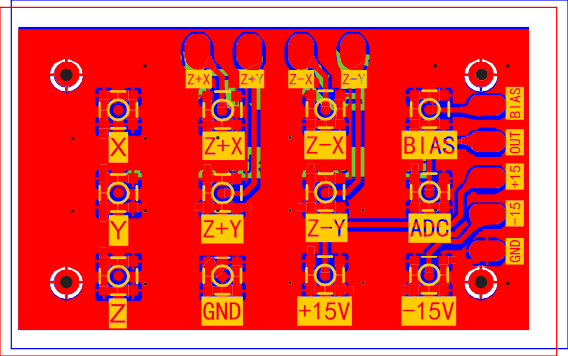 Z+X Z+Y Z-X Z-Y
BIAS
X Z+X Z-X BIAS
OUT
+15
Y Z+Y Z-Y ADC
-15
GND
Z GND +15V -15V